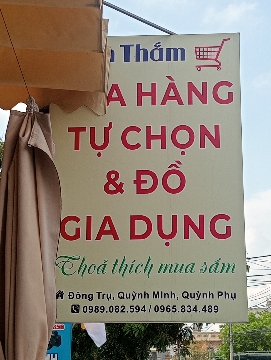 Thắm
A HÀNG
TỰ CHỌN
& ĐỒ
GIA DỤNG
Thoả thích mua sắm
Đông Trụ, Quỳnh Minh, Quỳnh Phụ
0989.082.594 / 0965.834.489